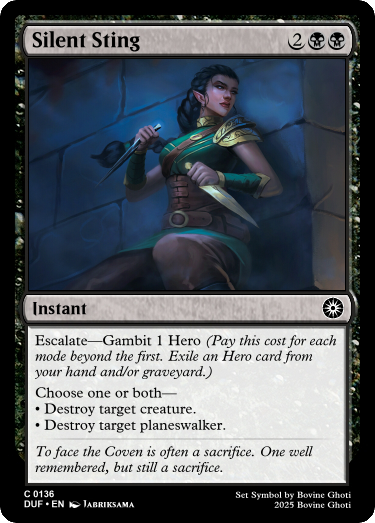 Silent Sting 2
Instant
Escalate—Gambit 1 Hero (Pay this cost for each
mode beyond the first. Exile an Hero card from
your hand and/or graveyard.)
Choose one or both—
• Destroy target creature.
• Destroy target planeswalker.
To face the Coven is often a sacrifice. One well
remembered, but still a sacrifice.
C 0136
DUF • EN JABRIKSAMA
Set Symbol by Bovine Ghoti
2025 Bovine Ghoti